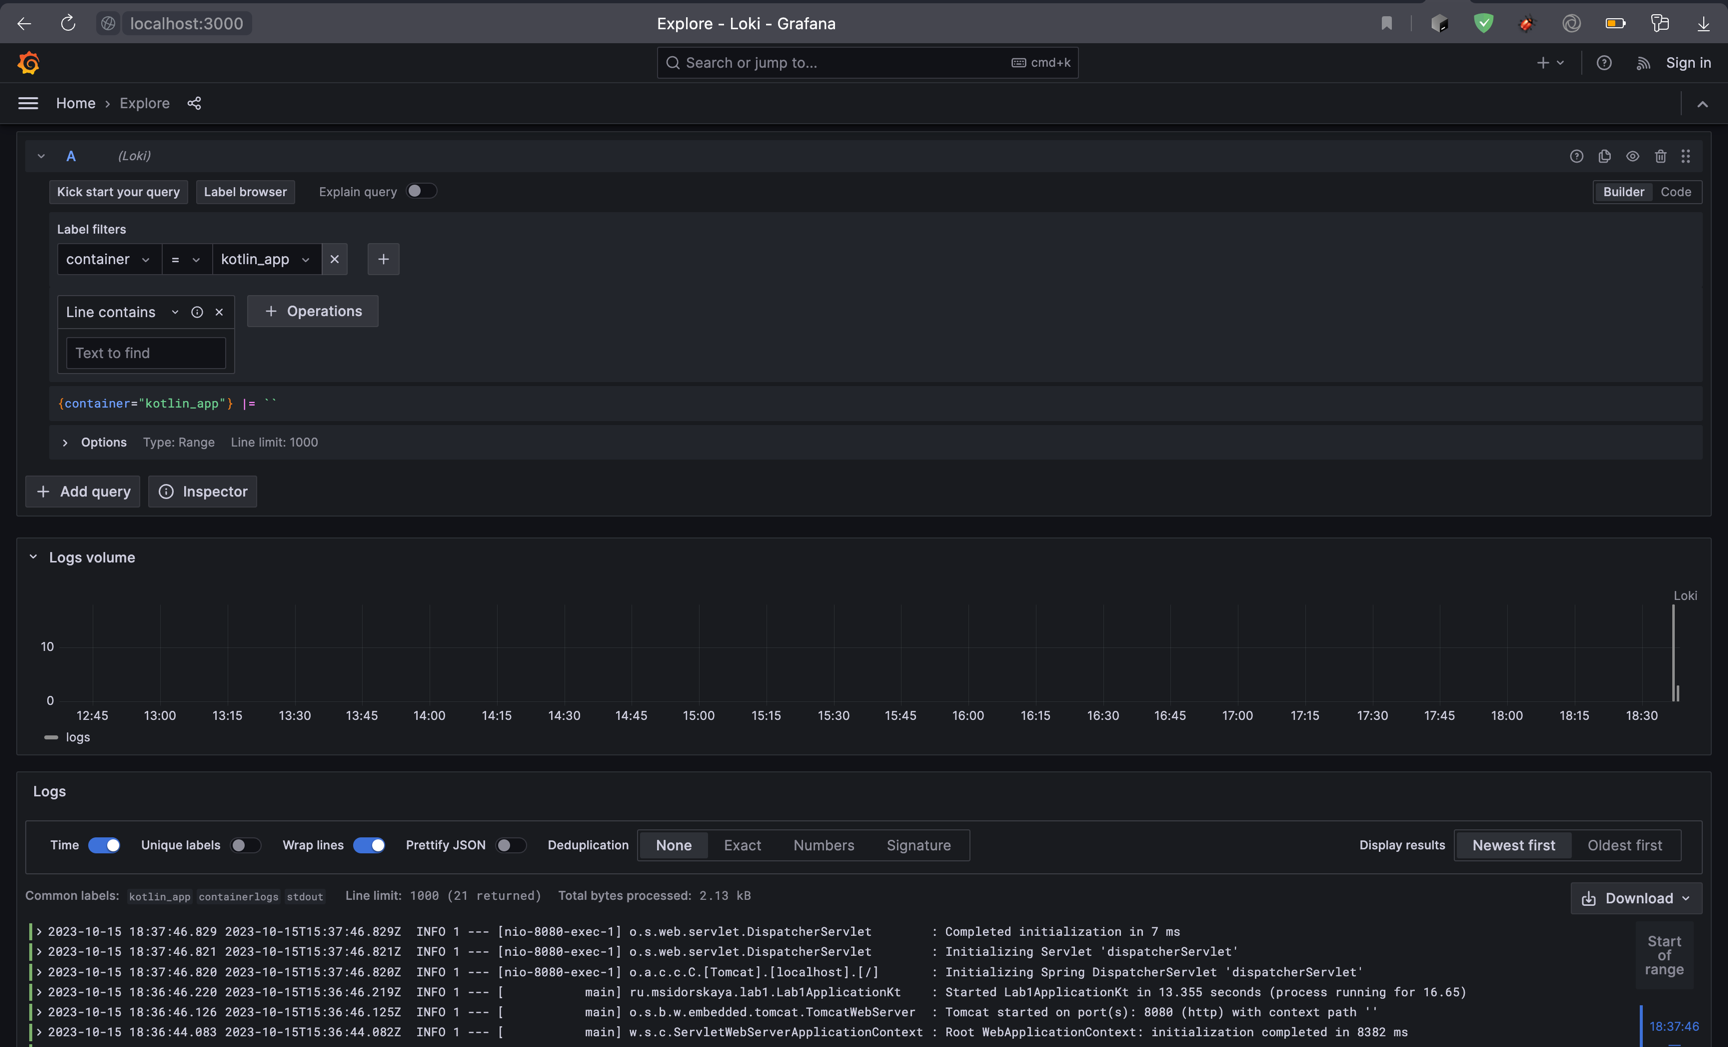 localhost:3000
Explore - Loki - Grafana
Search or jump to...
cmd+k
Sign in
Home › Explore
A (Loki)
Kick start your query
Label browser
Explain query
Builder
Code
Label filters
container
=
kotlin_app
Line contains
+ Operations
Text to find
{container="kotlin_app"} |= ``
Options Type: Range Line limit: 1000
+ Add query
Inspector
Logs volume
Loki
10
0
12:45 13:00 13:15 13:30 13:45 14:00 14:15 14:30 14:45 15:00 15:15 15:30 15:45 16:00 16:15 16:30 16:45 17:00 17:15 17:30 17:45 18:00 18:15 18:30
logs
Logs
Time Unique labels Wrap lines Prettify JSON Deduplication None Exact Numbers Signature Display results Newest first Oldest first
Common labels: kotlin_app containerlogs stdout Line limit: 1000 (21 returned) Total bytes processed: 2.13 kB
Download
2023-10-15 18:37:46.829 2023-10-15T15:37:46.829Z INFO 1 --- [nio-8080-exec-1] o.s.web.servlet.DispatcherServlet : Completed initialization in 7 ms
2023-10-15 18:37:46.821 2023-10-15T15:37:46.821Z INFO 1 --- [nio-8080-exec-1] o.s.web.servlet.DispatcherServlet : Initializing Servlet 'dispatcherServlet'
2023-10-15 18:37:46.820 2023-10-15T15:37:46.820Z INFO 1 --- [nio-8080-exec-1] o.a.c.c.C.[Tomcat].[localhost].[/] : Initializing Spring DispatcherServlet 'dispatcherServlet'
2023-10-15 18:36:46.220 2023-10-15T15:36:46.219Z INFO 1 --- [ main] ru.msidorskaya.lab1.Lab1ApplicationKt : Started Lab1ApplicationKt in 13.355 seconds (process running for 16.65)
2023-10-15 18:36:46.126 2023-10-15T15:36:46.125Z INFO 1 --- [ main] o.s.b.w.embedded.tomcat.TomcatWebServer : Tomcat started on port(s): 8080 (http) with context path ''
2023-10-15 18:36:44.083 2023-10-15T15:36:44.082Z INFO 1 --- [ main] w.s.c.ServletWebServerApplicationContext : Root WebApplicationContext: initialization completed in 8382 ms
Start
of
range
18:37:46